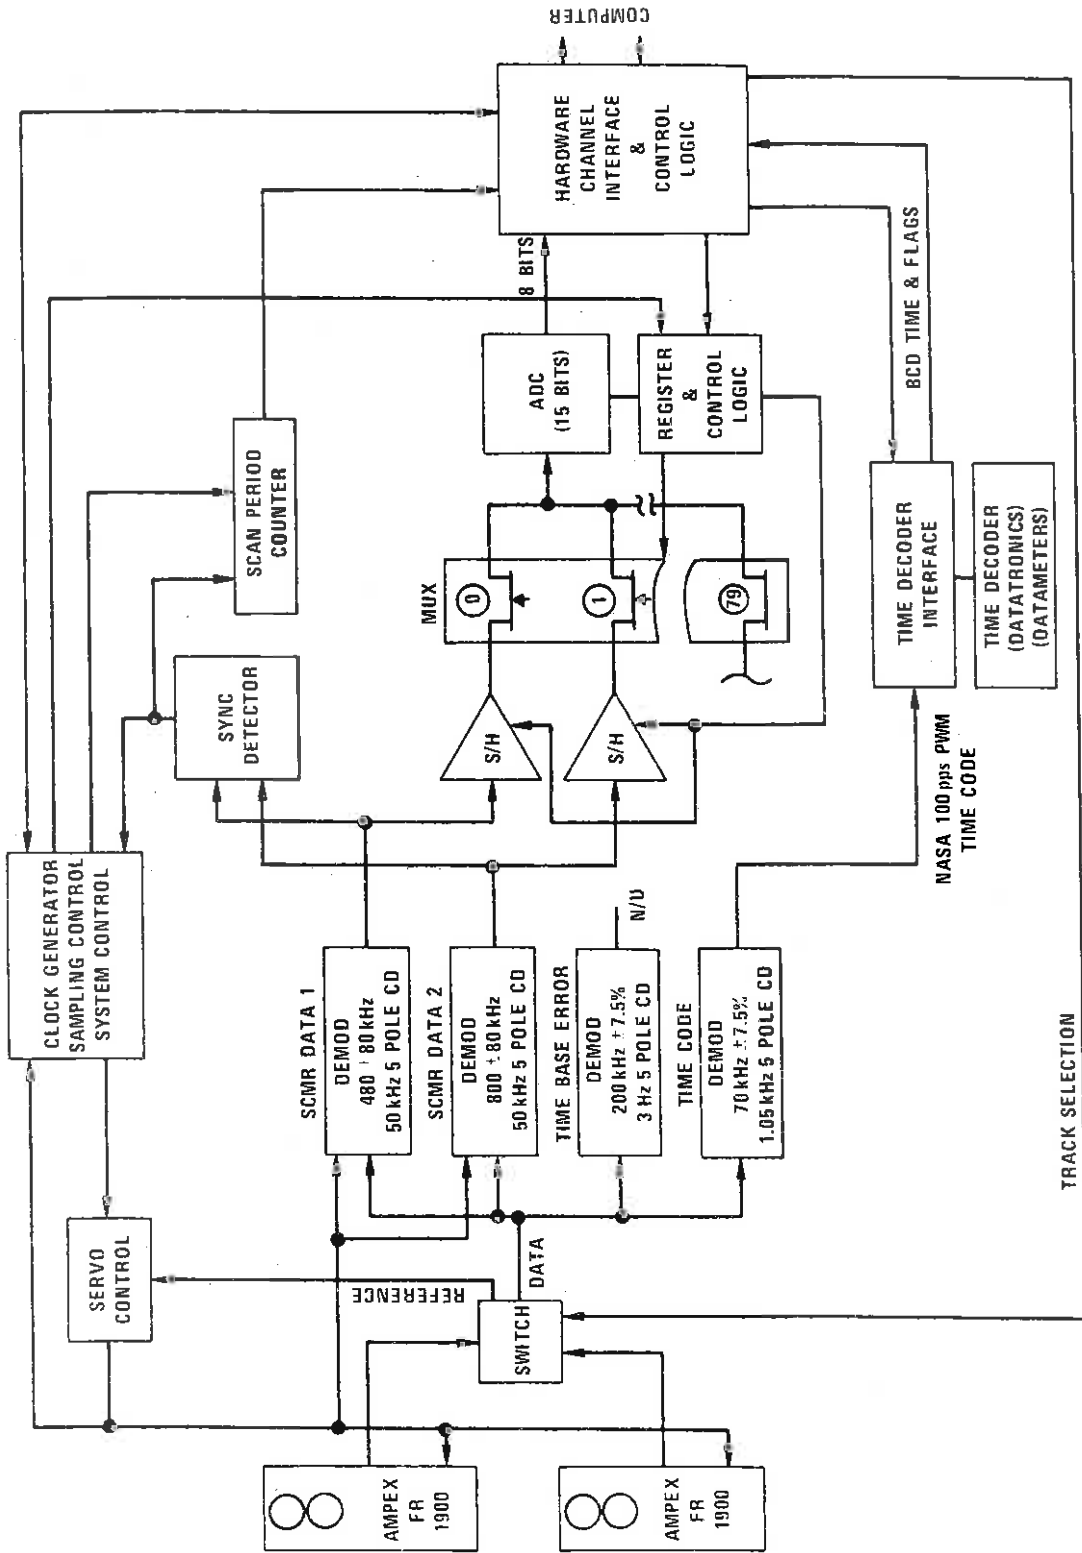 AMPEX
FR
1900
AMPEX
FR
1900
SERVO
CONTROL
REFERENCE
SWITCH
DATA
TRACK SELECTION
CLOCK GENERATOR
SAMPLING CONTROL
SYSTEM CONTROL
SCMR DATA 1
DEMOD
480 ± 80 kHz
50 kHz 5 POLE CD
SCMR DATA 2
DEMOD
800 ± 80 kHz
50 kHz 5 POLE CD
TIME BASE ERROR
DEMOD
200 kHz ± 7.5%
3 Hz 5 POLE CD
N/U
TIME CODE
DEMOD
70 kHz ± 7.5%
1.05 kHz 5 POLE CD
NASA 100 pps PWM
TIME CODE
SYNC
DETECTOR
SCAN PERIOD
COUNTER
S/H
S/H
MUX
0
1
79
ADC
(15 BITS)
8 BITS
REGISTER
&
CONTROL
LOGIC
TIME DECODER
INTERFACE
TIME DECODER
(DATATRONICS)
(DATAMETERS)
BCD TIME & FLAGS
HARDWARE
CHANNEL
INTERFACE
&
CONTROL
LOGIC
COMPUTER